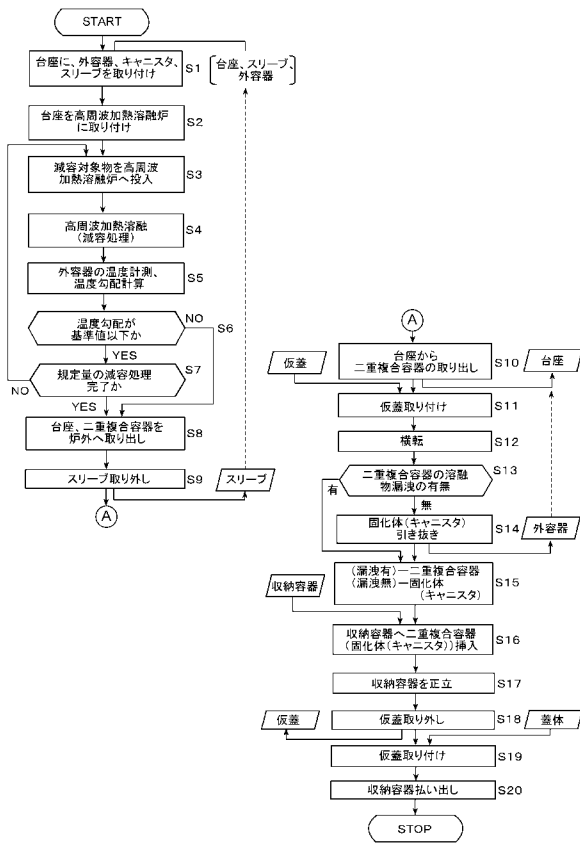 START
台座に、外容器、キャニスタ、
スリーブを取り付け
S1
台座、スリーブ、
外容器
台座を高周波加熱溶融炉
に取り付け
S2
減容対象物を高周波
加熱溶融炉へ投入
S3
高周波加熱溶融
(減容処理)
S4
外容器の温度計測、
温度勾配計算
S5
温度勾配が
基準値以下か
NO
S6
YES
規定量の減容処理
完了か
S7
NO
YES
台座、二重複合容器を
炉外へ取り出し
S8
スリーブ取り外し
S9
スリーブ
A
A
台座から
二重複合容器の取り出し
S10
仮蓋
台座
仮蓋取り付け
S11
横転
S12
二重複合容器の溶融
物漏洩の有無
S13
有
無
固化体(キャニスタ)
引き抜き
S14
外容器
(漏洩有)―二重複合容器
(漏洩無)―固化体
(キャニスタ)
S15
収納容器
収納容器へ二重複合容器
(固化体(キャニスタ))挿入
S16
収納容器を正立
S17
仮蓋
仮蓋取り外し
S18
蓋体
仮蓋取り付け
S19
収納容器払い出し
S20
STOP